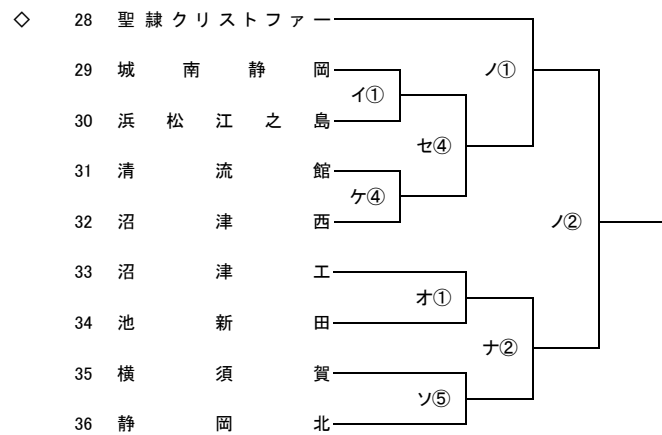 ◇ 28 聖隷クリストファー
ノ①
29 城南静岡
イ①
30 浜松江之島
セ④
31 清流館
ケ④
32 沼津西
ノ②
33 沼津工
オ①
34 池新田
ナ②
35 横須賀
ソ⑤
36 静岡北